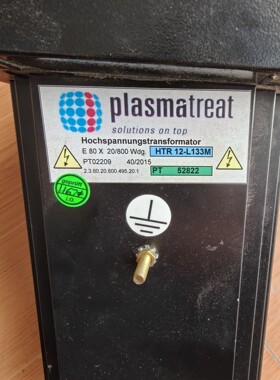 plasmatreat
solutions on top
Hochspannungstransformator
E 80 X 20/800 Wdg. HTR 12-L133M
PT02209 40/2015
2.3.60.20.600.495.20.1 PT 52822